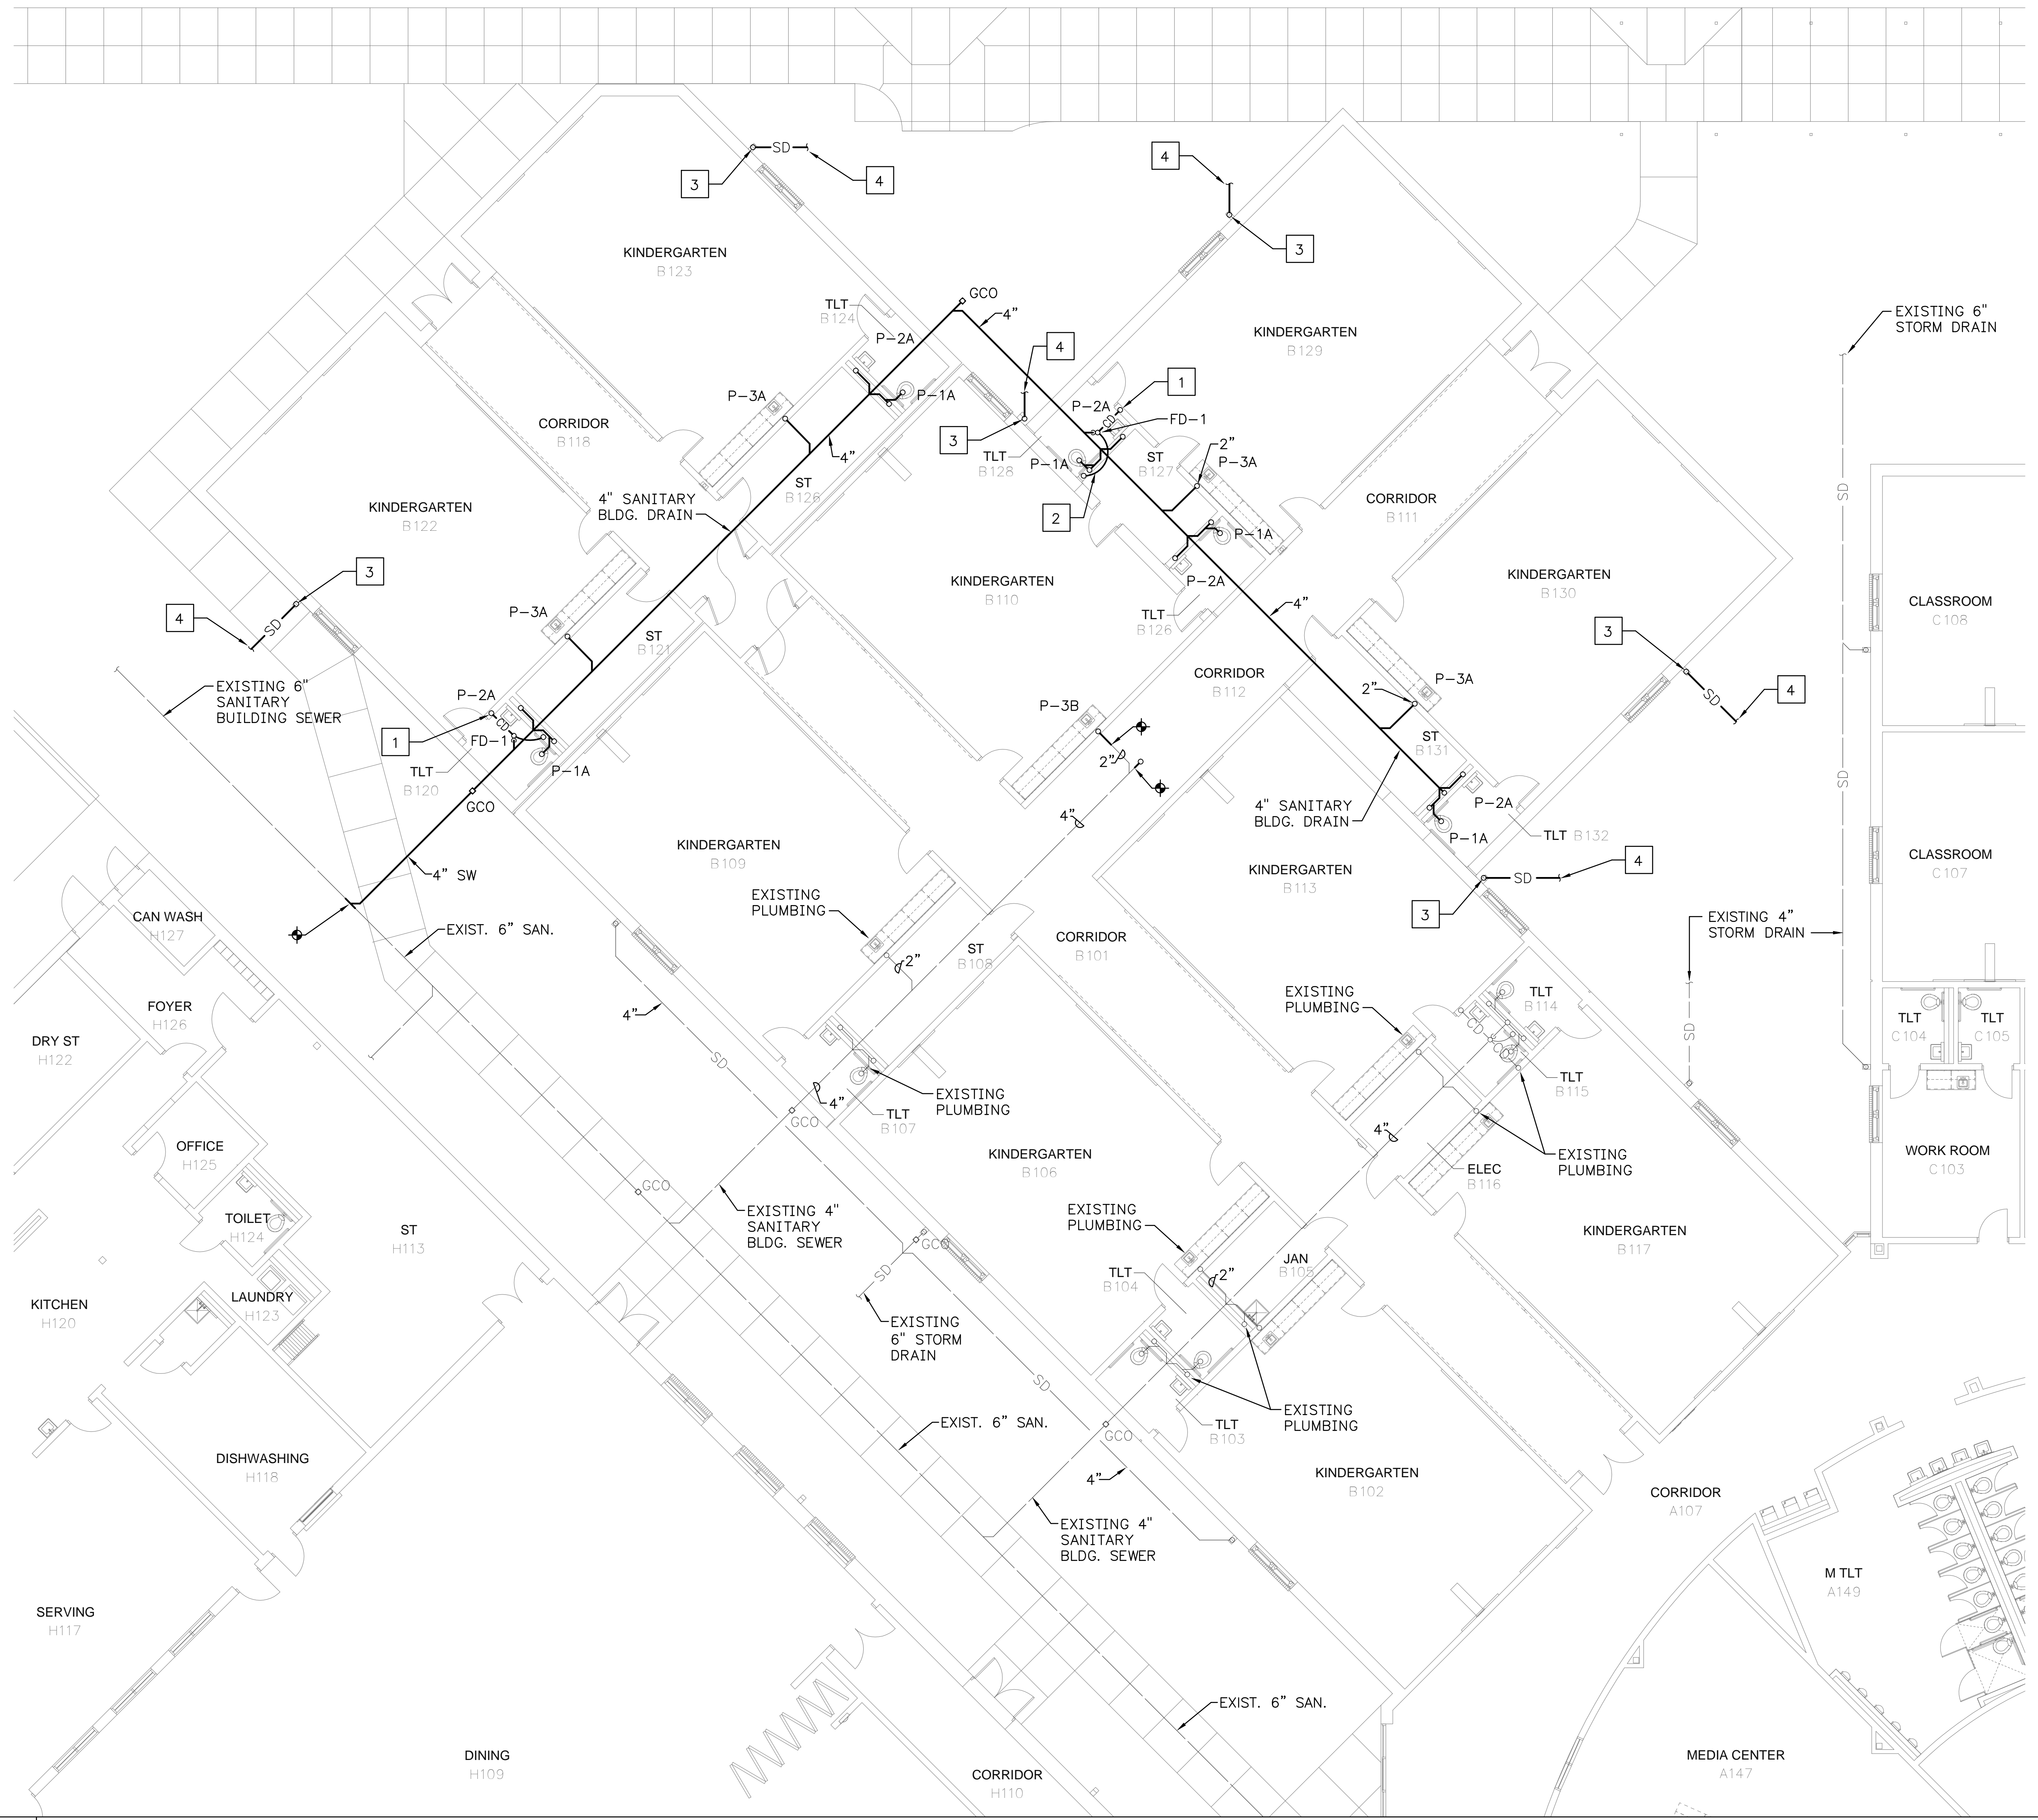 SD
3
4
4
3
KINDERGARTEN
B123
GCO
4”
TLT
B124
P-2A
EXISTING 6"
STORM DRAIN
KINDERGARTEN
B129
4
1
P-3A
P-1A
P-2A
CD
FD-1
CORRIDOR
B118
3
4”
TLT
B128
P-1A
ST
B127
2”
P-3A
ST
B126
4" SANITARY
BLDG. DRAIN
KINDERGARTEN
B122
2
CORRIDOR
B111
SD
P-1A
3
KINDERGARTEN
B110
P-2A
KINDERGARTEN
B130
CLASSROOM
C108
P-3A
4”
4
SD
TLT
B126
3
ST
B121
CORRIDOR
B112
P-3A
EXISTING 6"
SANITARY
BUILDING SEWER
P-2A
P-3B
2”
SD
4
1
CD
FD-1
ST
B131
2”
P-1A
TLT
B120
SD
GCO
4" SANITARY
BLDG. DRAIN
P-2A
4”
P-1A
TLT B132
KINDERGARTEN
B109
CLASSROOM
C107
4
4” SW
KINDERGARTEN
B113
SD
EXISTING
PLUMBING
3
CAN WASH
H127
EXISTING 4”
STORM DRAIN
EXIST. 6” SAN.
CORRIDOR
B101
ST
B108
2”
EXISTING
PLUMBING
TLT
B114
FOYER
H126
4”
TLT
C104
TLT
C105
CD
SD
DRY ST
H122
SD
CD
TLT
B115
EXISTING
PLUMBING
4”
TLT
B107
GCO
4”
OFFICE
H125
KINDERGARTEN
B106
EXISTING
PLUMBING
WORK ROOM
C103
ELEC
B116
GCO
TOILET
H124
ST
H113
EXISTING 4"
SANITARY
BLDG. SEWER
EXISTING
PLUMBING
KINDERGARTEN
B117
GCO
JAN
B105
SD
TLT
B104
2”
LAUNDRY
H123
KITCHEN
H120
EXISTING
6" STORM
DRAIN
SD
EXIST. 6” SAN.
EXISTING
PLUMBING
TLT
B103
GCO
DISHWASHING
H118
4”
KINDERGARTEN
B102
CORRIDOR
A107
EXISTING 4"
SANITARY
BLDG. SEWER
M TLT
A149
SERVING
H117
EXIST. 6” SAN.
DINING
H109
MEDIA CENTER
A147
CORRIDOR
H110